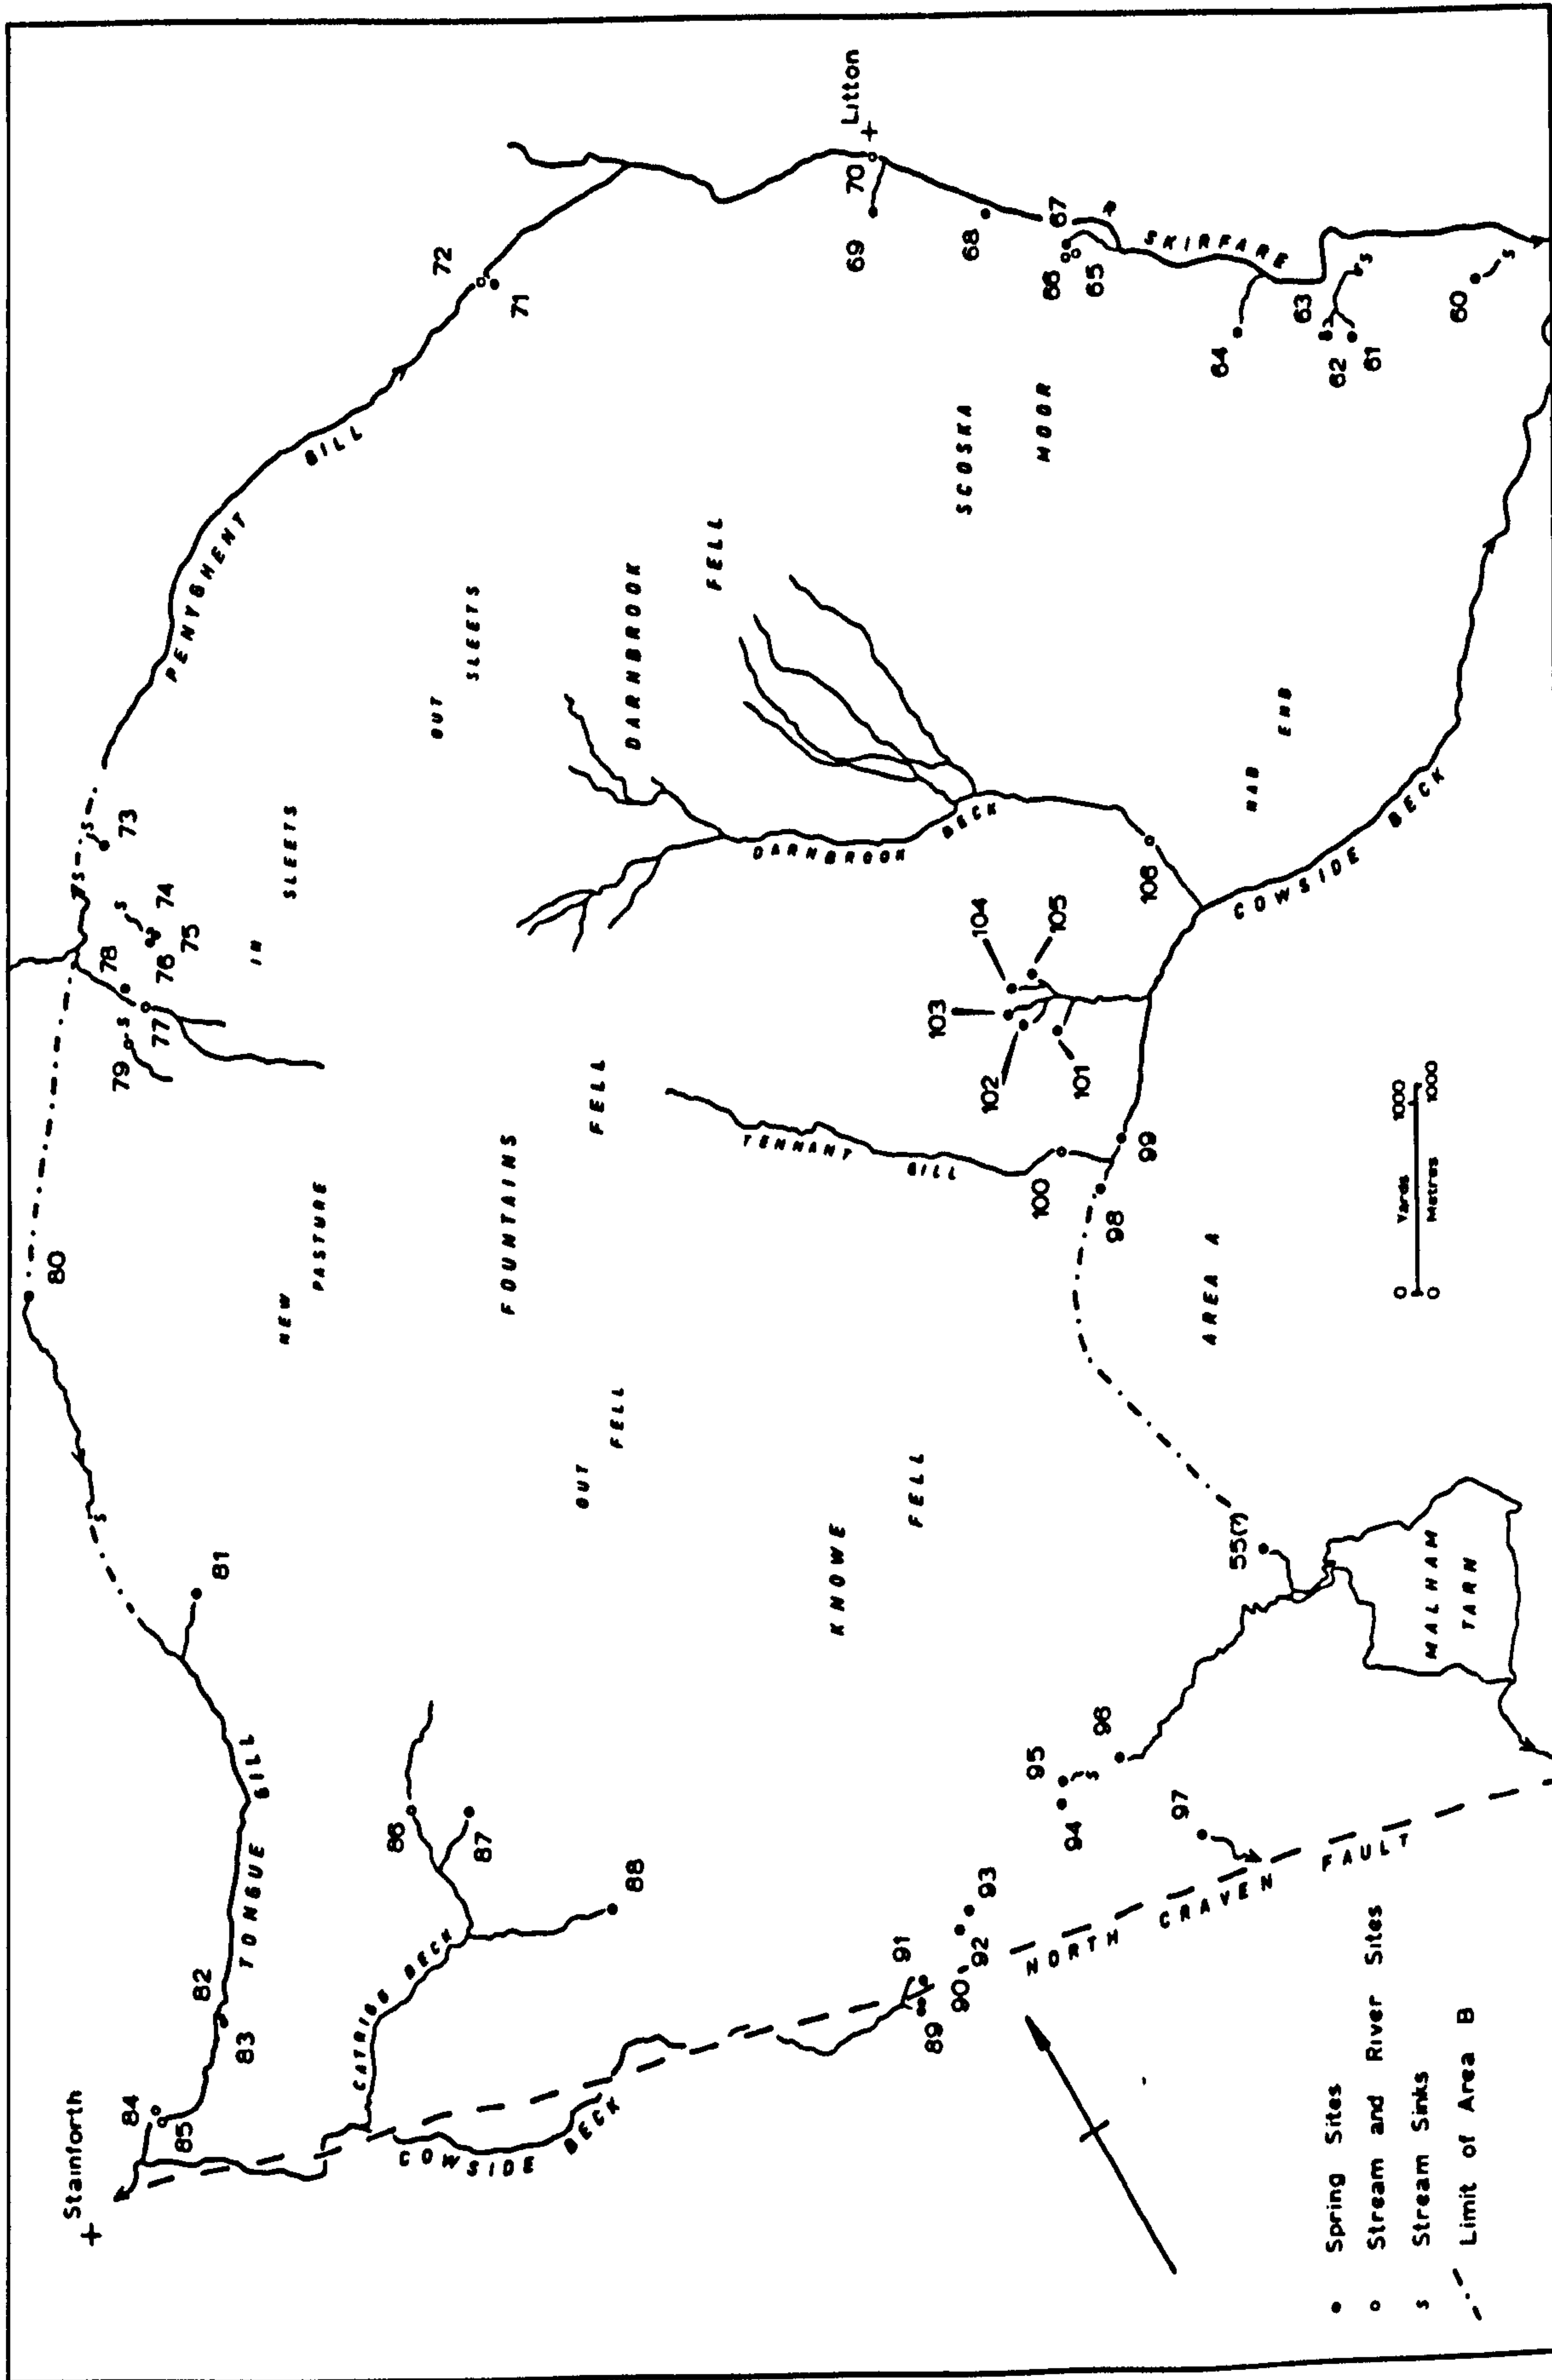 Stainforth
84
85
83
82
TONGUE GILL
81
80
79
77
78
76
75
74
73
PENYGHENT GILL
72
71
Litton
70
69
68
67
66
65
SKIRFARE
64
63
62
61
60
IN SLEETS
OUT SLEETS
NEW PASTURE
FOUNTAINS FELL
DARNBROOK FELL
SCOSKA MOOR
OUT FELL
KNOWE FELL
DARNBROOK BECK
TENNANT GILL
CATRIGG BECK
86
87
88
COWSIDE BECK
89
91
90
92
93
94
95
96
97
NORTH CRAVEN FAULT
55(?)
MALHAM TARN
98
99
100
101
102
103
104
105
106
AREA A
COWSIDE BECK
END
0 Yards 1000
0 Metres 1000
Spring Sites
Stream and River Sites
s Stream Sinks
Limit of Area B